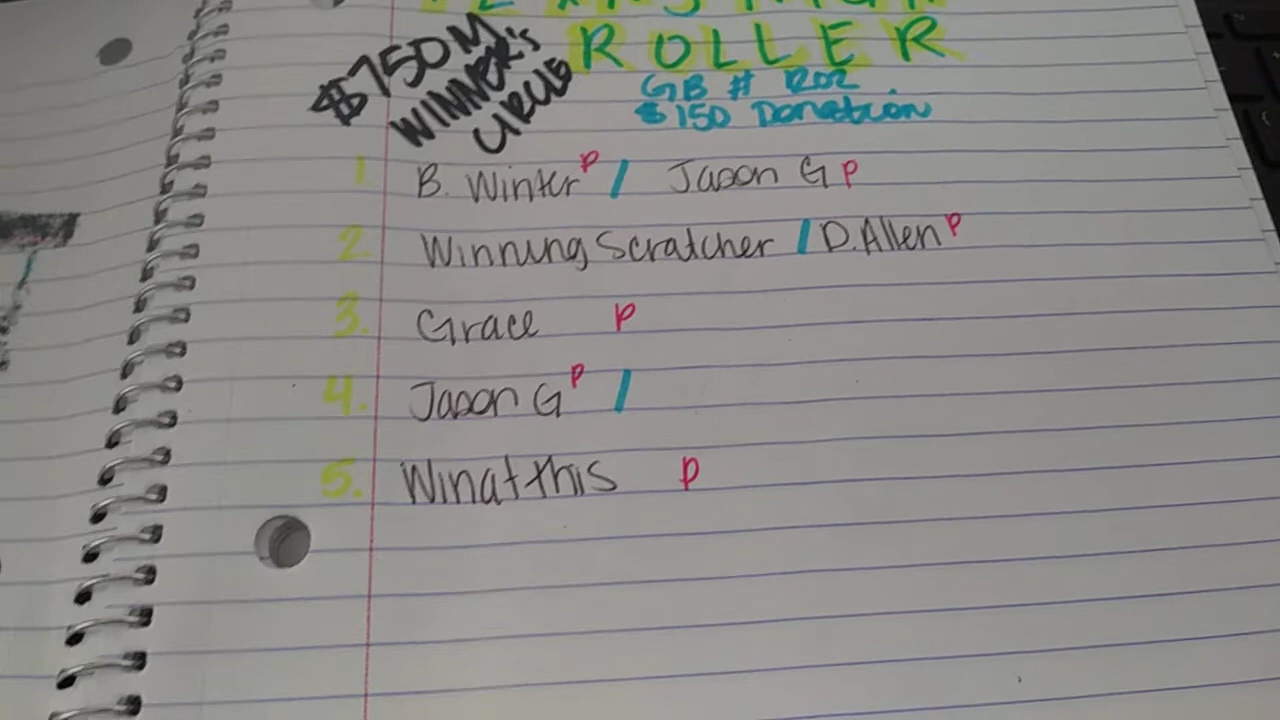 ROLLER
$750M
WINNER's
CIRCLE
GB # 1202
$150 Donation
1. B. Winter P / Jason G P
2. Winning Scratcher / D. Allen P
3. Grace P
4. Jason G P /
5. Winatthis P